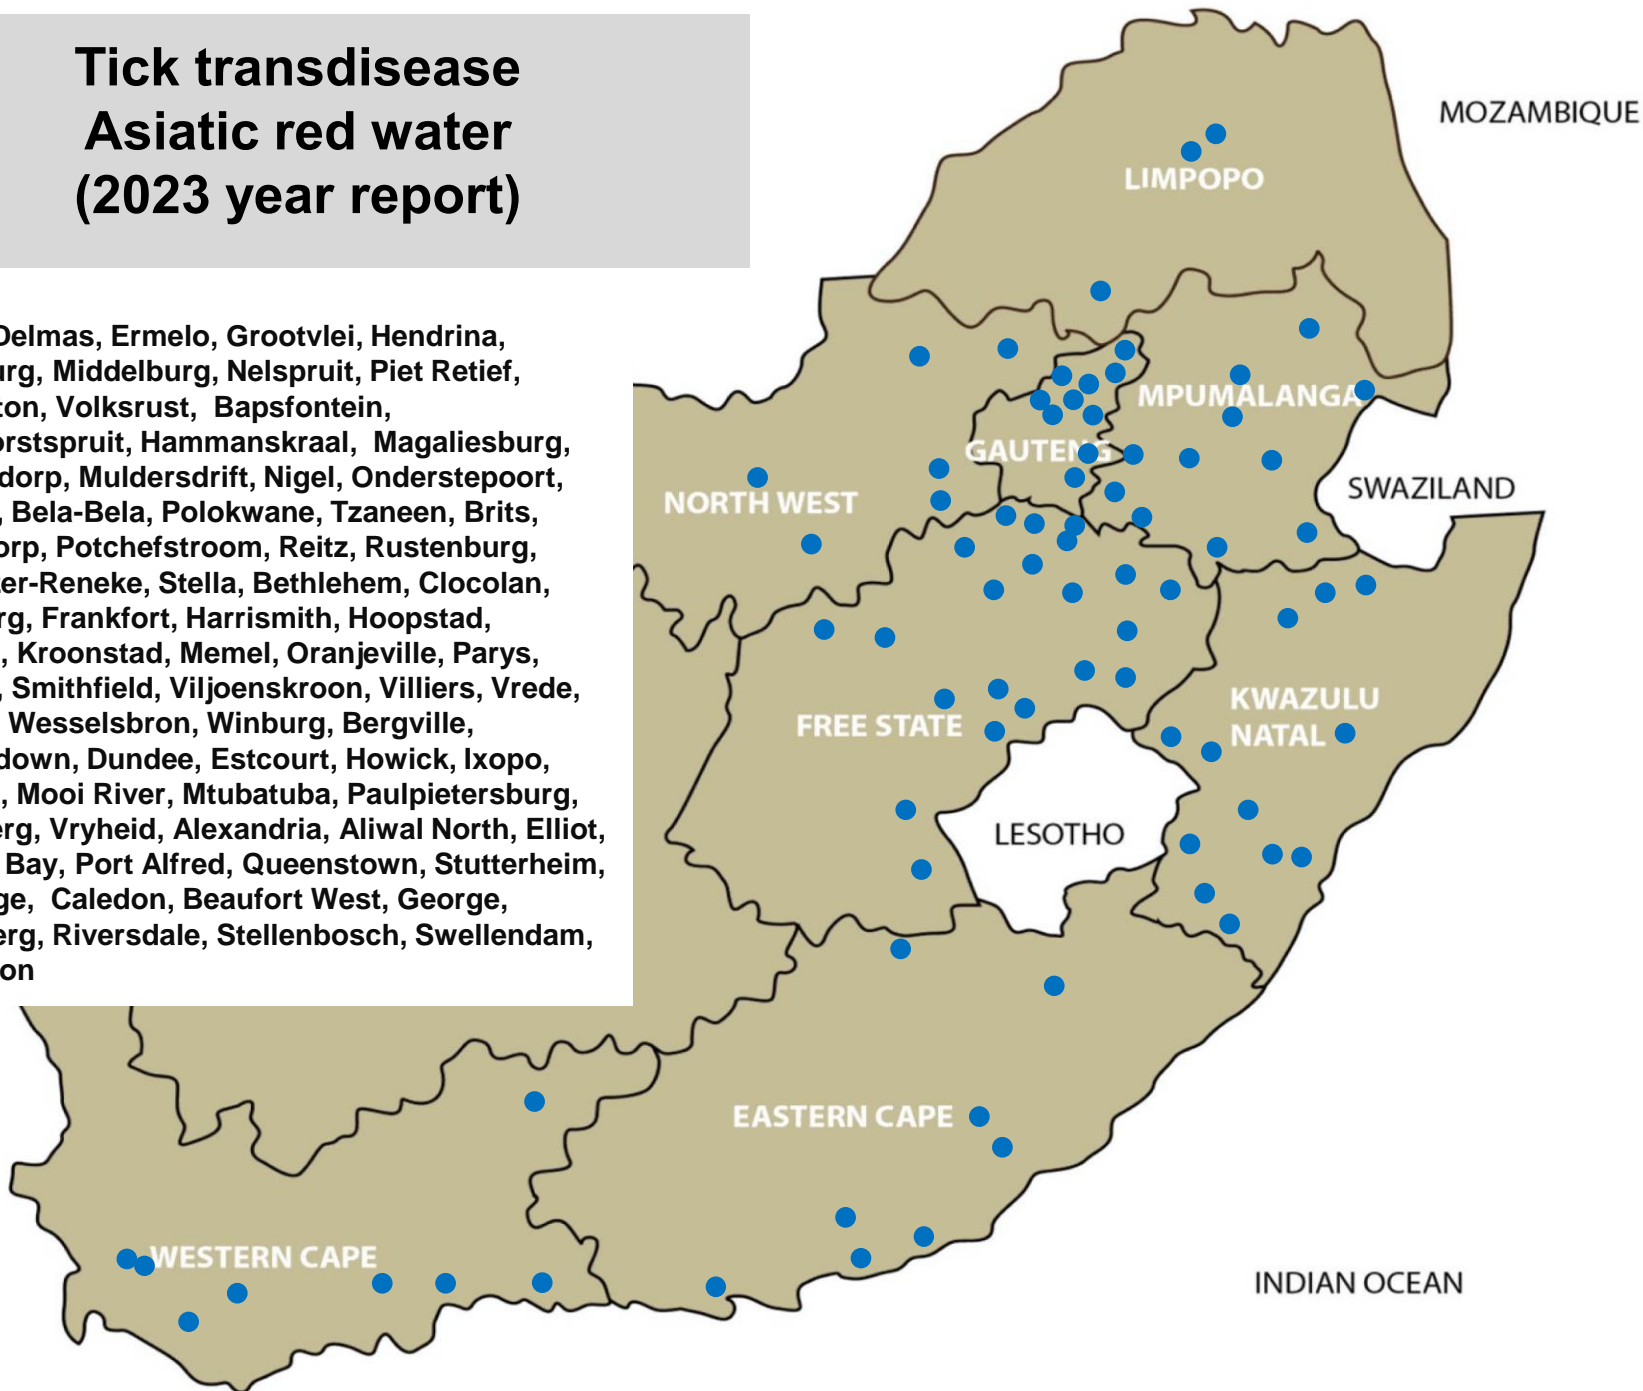 Tick transdisease
Asiatic red water
(2023 year report)
Delmas, Ermelo, Grootvlei, Hendrina,
urg, Middelburg, Nelspruit, Piet Retief,
ton, Volksrust, Bapsfontein,
orstspruit, Hammanskraal, Magaliesburg,
dorp, Muldersdrift, Nigel, Onderstepoort,
, Bela-Bela, Polokwane, Tzaneen, Brits,
orp, Potchefstroom, Reitz, Rustenburg,
zer-Reneke, Stella, Bethlehem, Clocolan,
rg, Frankfort, Harrismith, Hoopstad,
, Kroonstad, Memel, Oranjeville, Parys,
, Smithfield, Viljoenskroon, Villiers, Vrede,
Wesselsbron, Winburg, Bergville,
down, Dundee, Estcourt, Howick, Ixopo,
, Mooi River, Mtubatuba, Paulpietersburg,
erg, Vryheid, Alexandria, Aliwal North, Elliot,
Bay, Port Alfred, Queenstown, Stutterheim,
ge, Caledon, Beaufort West, George,
erg, Riversdale, Stellenbosch, Swellendam,
on
MOZAMBIQUE
LIMPOPO
MPUMALANGA
GAUTENG
NORTH WEST
SWAZILAND
KWAZULU
NATAL
FREE STATE
LESOTHO
EASTERN CAPE
WESTERN CAPE
INDIAN OCEAN